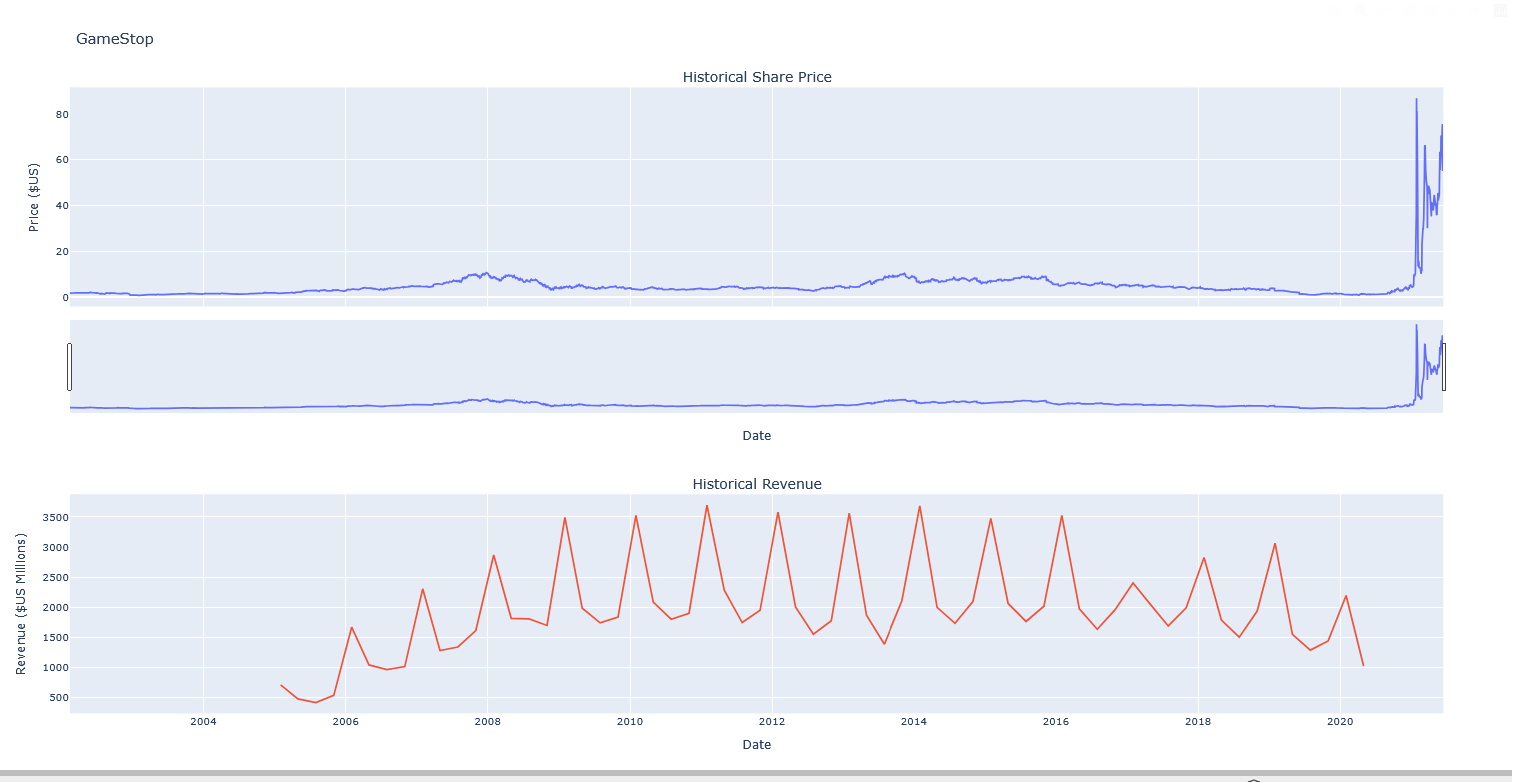 GameStop
Historical Share Price
Price ($US)
80
60
40
20
0
Date
Historical Revenue
Revenue ($US Millions)
3500
3000
2500
2000
1500
1000
500
2004 2006 2008 2010 2012 2014 2016 2018 2020
Date